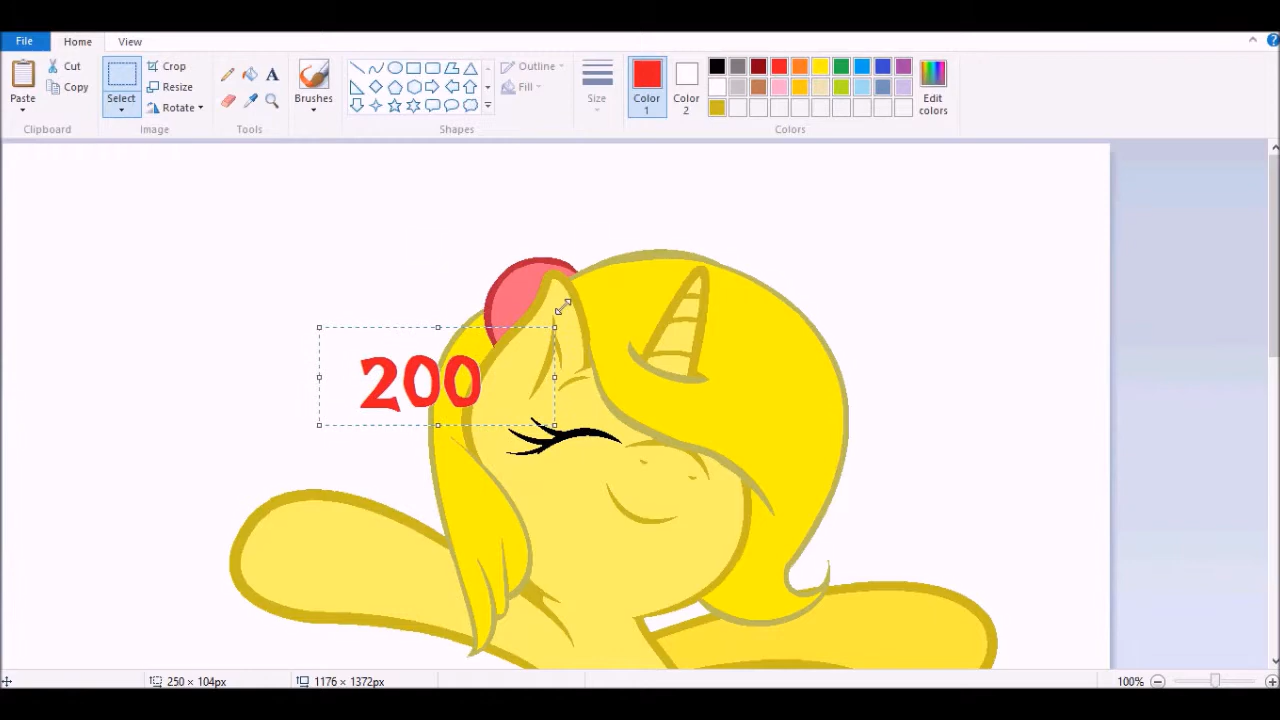 File Home View
Paste Cut Copy Clipboard
Select Crop Resize Rotate Image
A Tools
Brushes
Outline Fill Shapes
Size
Color 1 Color 2 Edit colors Colors
200
250 × 104px 1176 × 1372px 100%